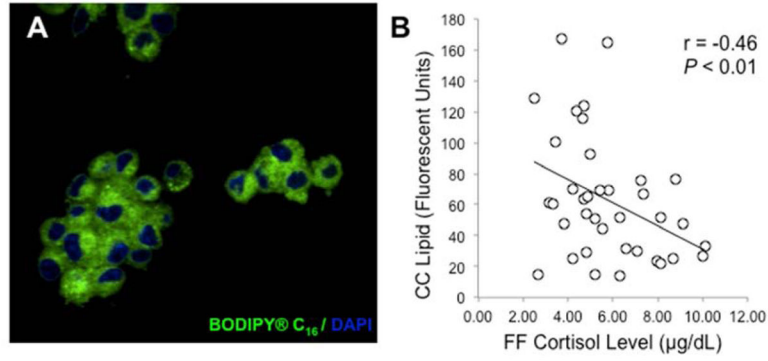 A
BODIPY® C16/ DAPI
B
r = -0.46
P < 0.01
CC Lipid (Fluorescent Units)
180
160
140
120
100
80
60
40
20
0
0.00 2.00 4.00 6.00 8.00 10.00 12.00
FF Cortisol Level (µg/dL)